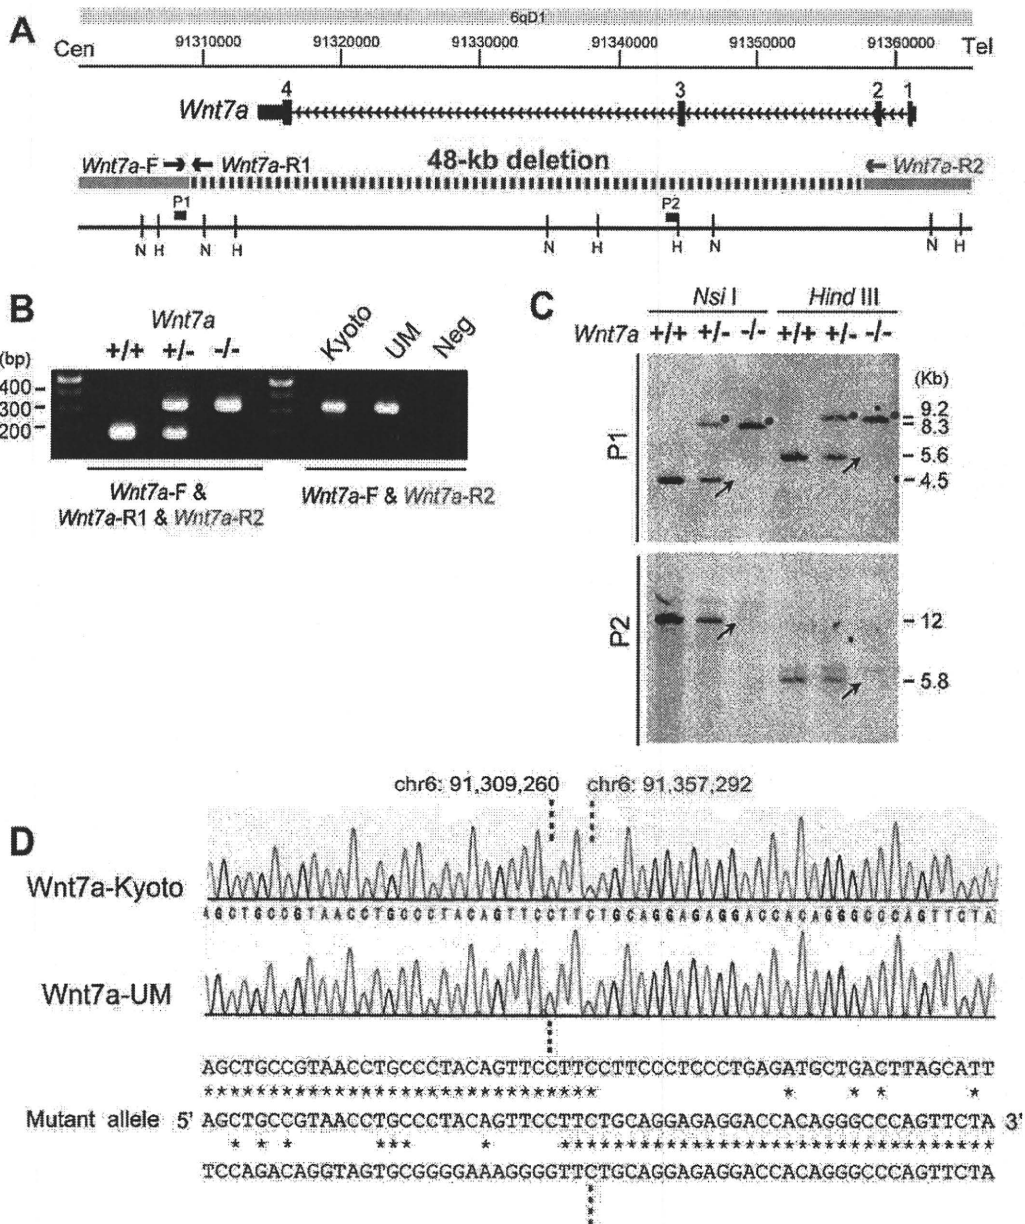 A
6qD1
Cen 91310000 91320000 91330000 91340000 91350000 91360000 Tel
4 3 2 1
Wnt7a
Wnt7a-F Wnt7a-R1 48-kb deletion Wnt7a-R2
P1 P2
N H N H N H H N N H
B
Wnt7a
+/+ +/- -/- Kyoto UM Neg
(bp)
400
300
200
Wnt7a-F &
Wnt7a-R1 & Wnt7a-R2
Wnt7a-F & Wnt7a-R2
C
Nsi I Hind III
Wnt7a +/+ +/- -/- +/+ +/- -/-
(Kb)
P1
9.2
8.3
5.6
4.5
P2
12
5.8
chr6: 91,309,260 chr6: 91,357,292
D
Wnt7a-Kyoto
AGCTGCCGTAACCTGCCCTACAGTTCCTTCTGCAGGAGAGGACCACAGGGCCCAGTTCTA
Wnt7a-UM
AGCTGCCGTAACCTGCCCTACAGTTCCTTCCTTCCCTCCCTGAGATGCTGACTTAGCATT
******************************
* * * *
Mutant allele 5' AGCTGCCGTAACCTGCCCTACAGTTCCTTCTGCAGGAGAGGACCACAGGGCCCAGTTCTA 3'
* * * *** * *********************************
TCCAGACAGGTAGTGCGGGGAAAGGGGTTCTGCAGGAGAGGACCACAGGGCCCAGTTCTA